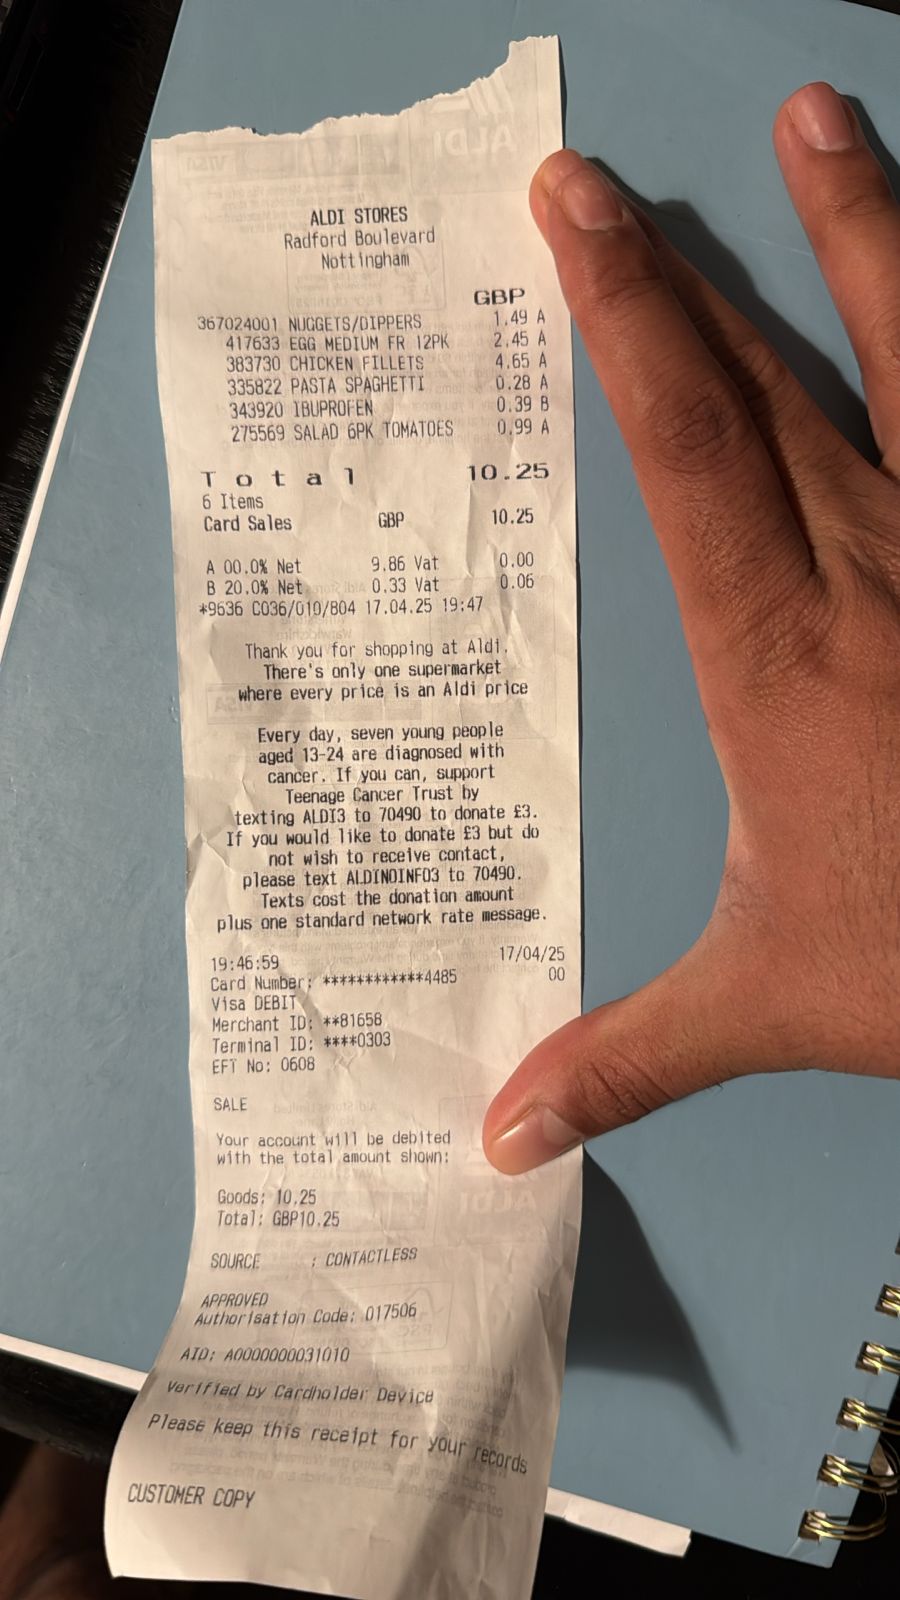 ALDI STORES
Radford Boulevard
Nottingham
GBP
367024001 NUGGETS/DIPPERS 1.49 A
417633 EGG MEDIUM FR 12PK 2.45 A
383730 CHICKEN FILLETS 4.65 A
335822 PASTA SPAGHETTI 0.28 A
343920 IBUPROFEN 0.39 B
275569 SALAD 6PK TOMATOES 0.99 A
Total 10.25
6 Items
Card Sales GBP 10.25
A 00.0% Net 9.86 Vat 0.00
B 20.0% Net 0.33 Vat 0.06
*9636 C036/010/804 17.04.25 19:47
Thank you for shopping at Aldi.
There's only one supermarket
where every price is an Aldi price
Every day, seven young people
aged 13-24 are diagnosed with
cancer. If you can, support
Teenage Cancer Trust by
texting ALDI3 to 70490 to donate £3.
If you would like to donate £3 but do
not wish to receive contact,
please text ALDINOINFO3 to 70490.
Texts cost the donation amount
plus one standard network rate message.
19:46:59 17/04/25
Card Number: ************4485 00
Visa DEBIT
Merchant ID: **81658
Terminal ID: ****0303
EFT No: 0608
SALE
Your account will be debited
with the total amount shown:
Goods: 10.25
Total: GBP10.25
SOURCE : CONTACTLESS
APPROVED
Authorisation Code: 017506
AID: A0000000031010
Verified by Cardholder Device
Please keep this receipt for your records
CUSTOMER COPY